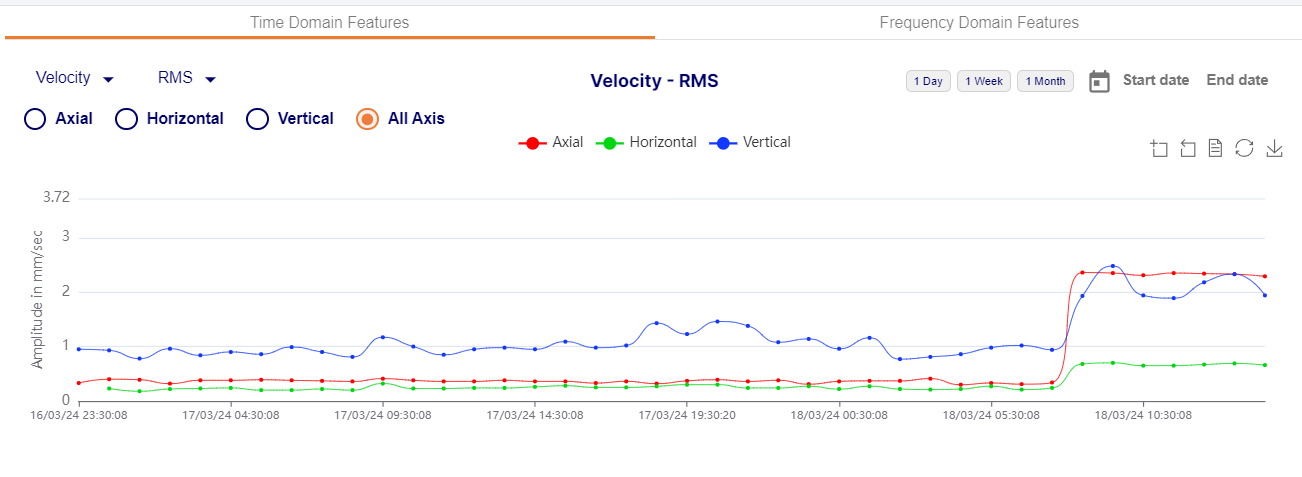 Time Domain Features Frequency Domain Features
Velocity RMS Velocity - RMS 1 Day 1 Week 1 Month Start date End date
Axial Horizontal Vertical All Axis
Axial Horizontal Vertical
Amplitude in mm/sec
3.72
3
2
1
0
16/03/24 23:30:08 17/03/24 04:30:08 17/03/24 09:30:08 17/03/24 14:30:08 17/03/24 19:30:20 18/03/24 00:30:08 18/03/24 05:30:08 18/03/24 10:30:08